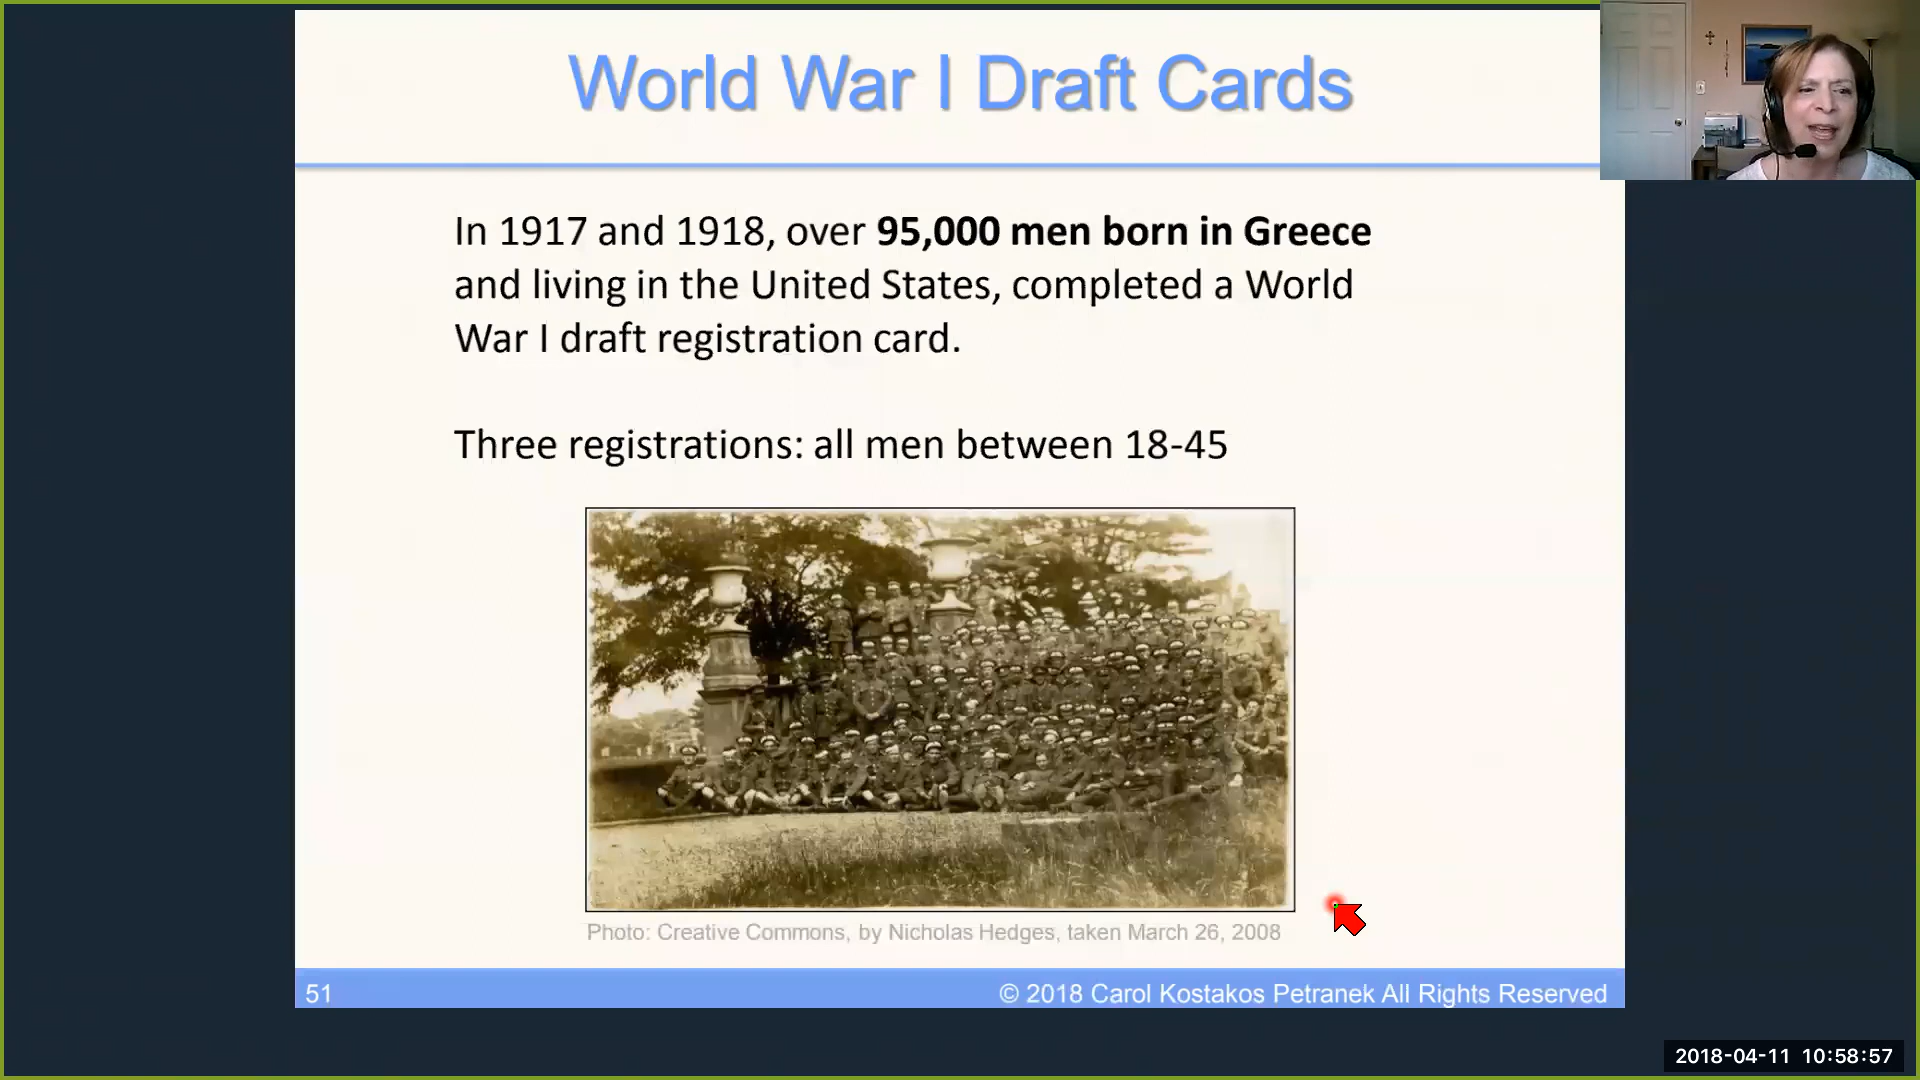 World War I Draft Cards
In 1917 and 1918, over 95,000 men born in Greece
and living in the United States, completed a World
War I draft registration card.
Three registrations: all men between 18-45
Photo: Creative Commons, by Nicholas Hedges, taken March 26, 2008
51
© 2018 Carol Kostakos Petranek All Rights Reserved
2018-04-11 10:58:57